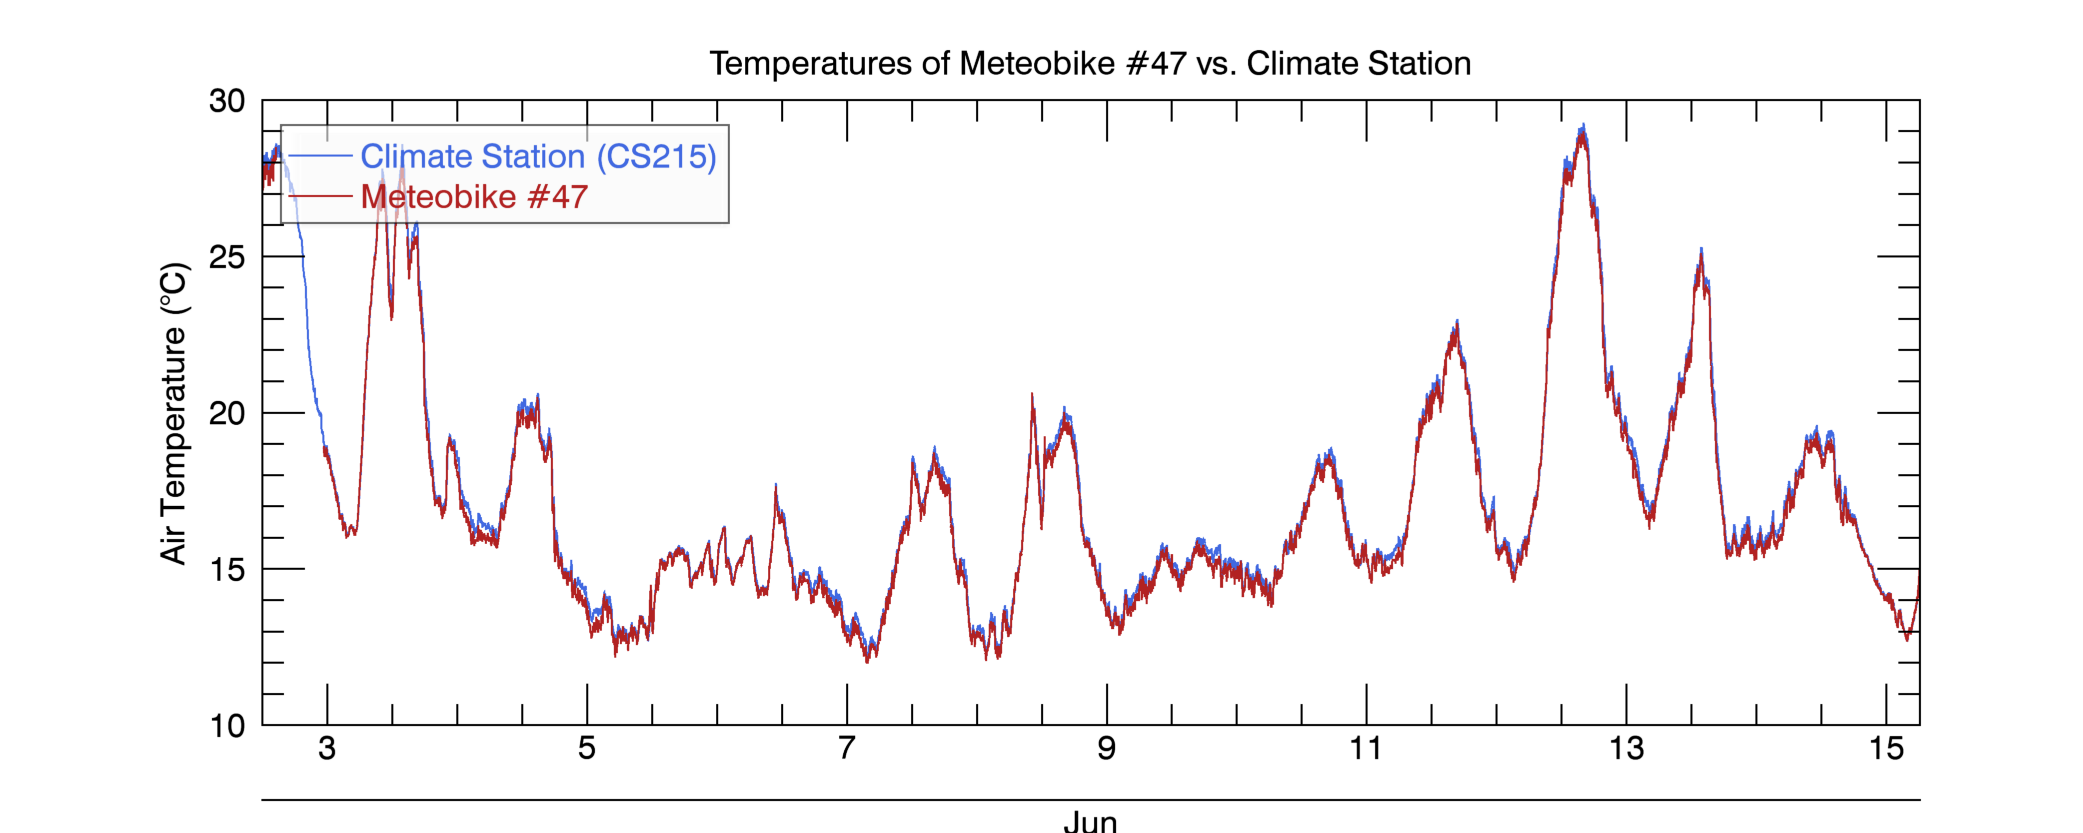 Temperatures of Meteobike #47 vs. Climate Station
30
25
20
15
10
Air Temperature (°C)
Climate Station (CS215)
Meteobike #47
3 5 7 9 11 13 15
Jun